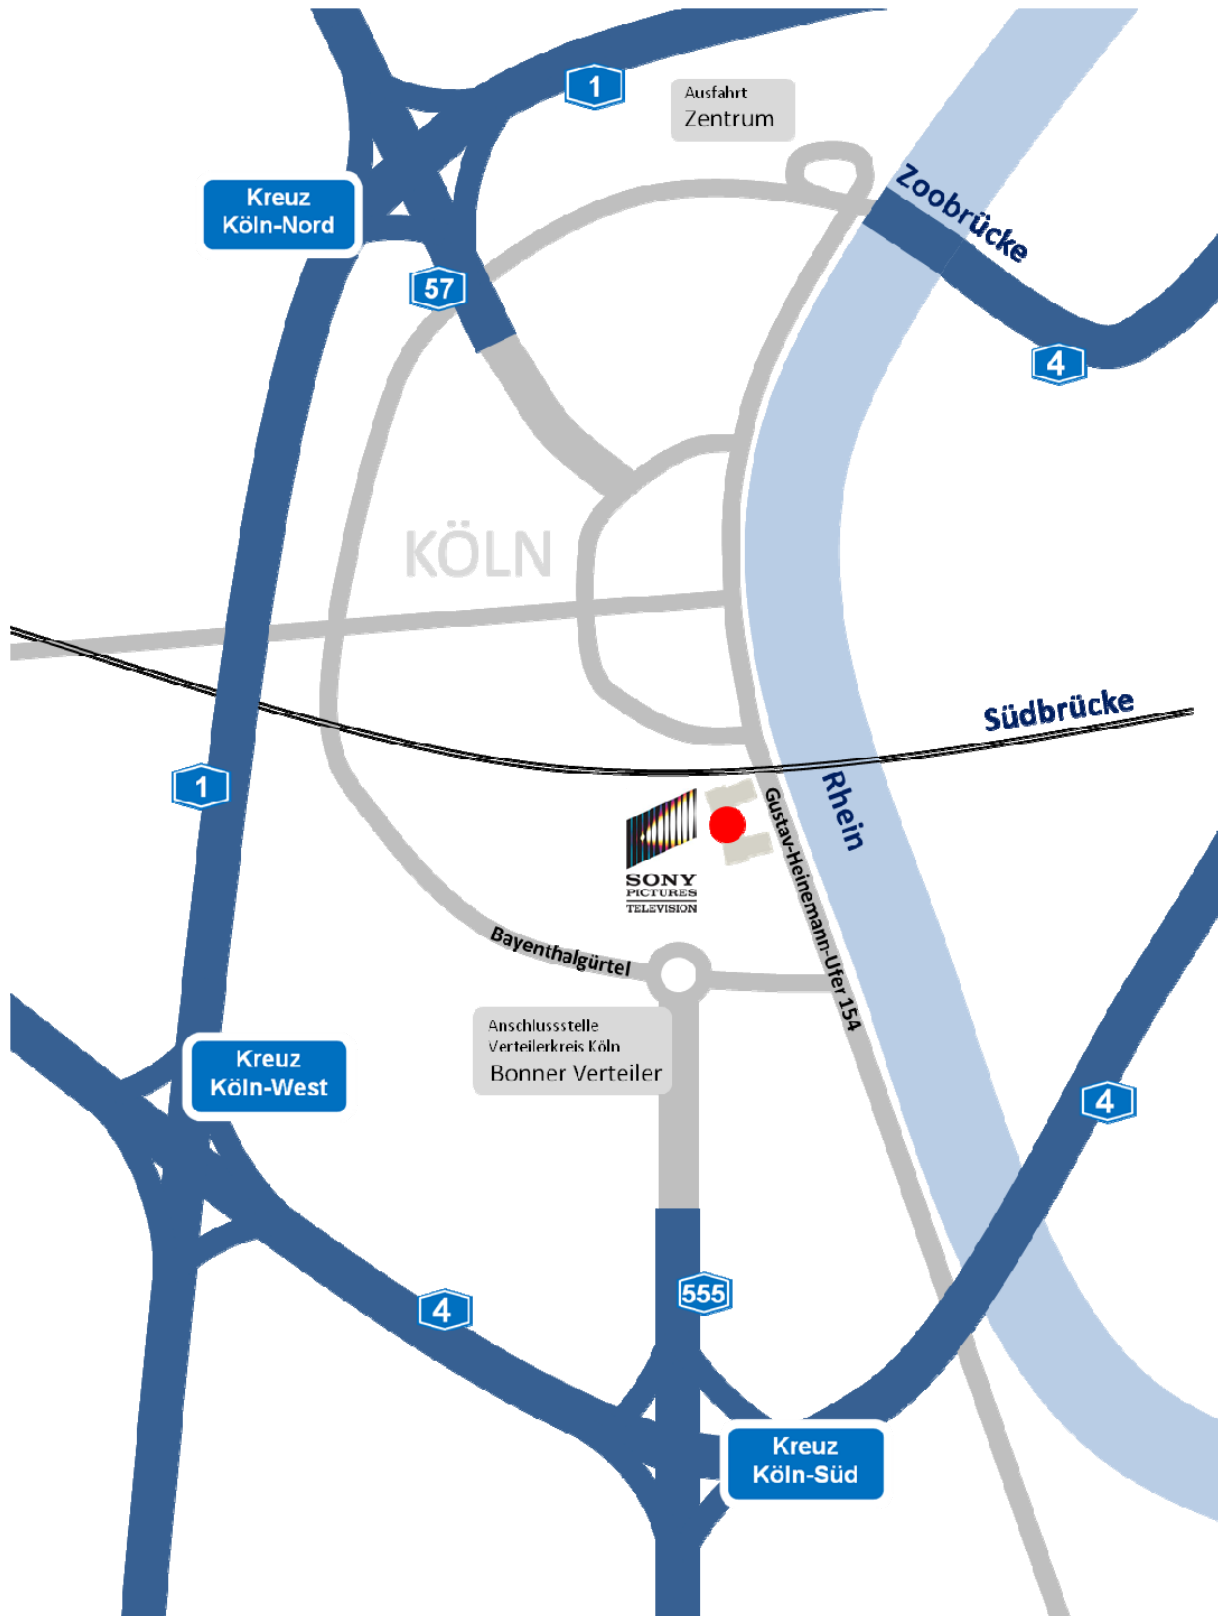 1
Ausfahrt
Zentrum
Kreuz
Köln-Nord
Zoobrücke
57
4
KÖLN
Südbrücke
1
Rhein
Gustav-Heinemann-Ufer 154
SONY
PICTURES
TELEVISION
Bayenthalgürtel
Anschlussstelle
Verteilerkreis Köln
Bonner Verteiler
Kreuz
Köln-West
4
555
4
Kreuz
Köln-Süd